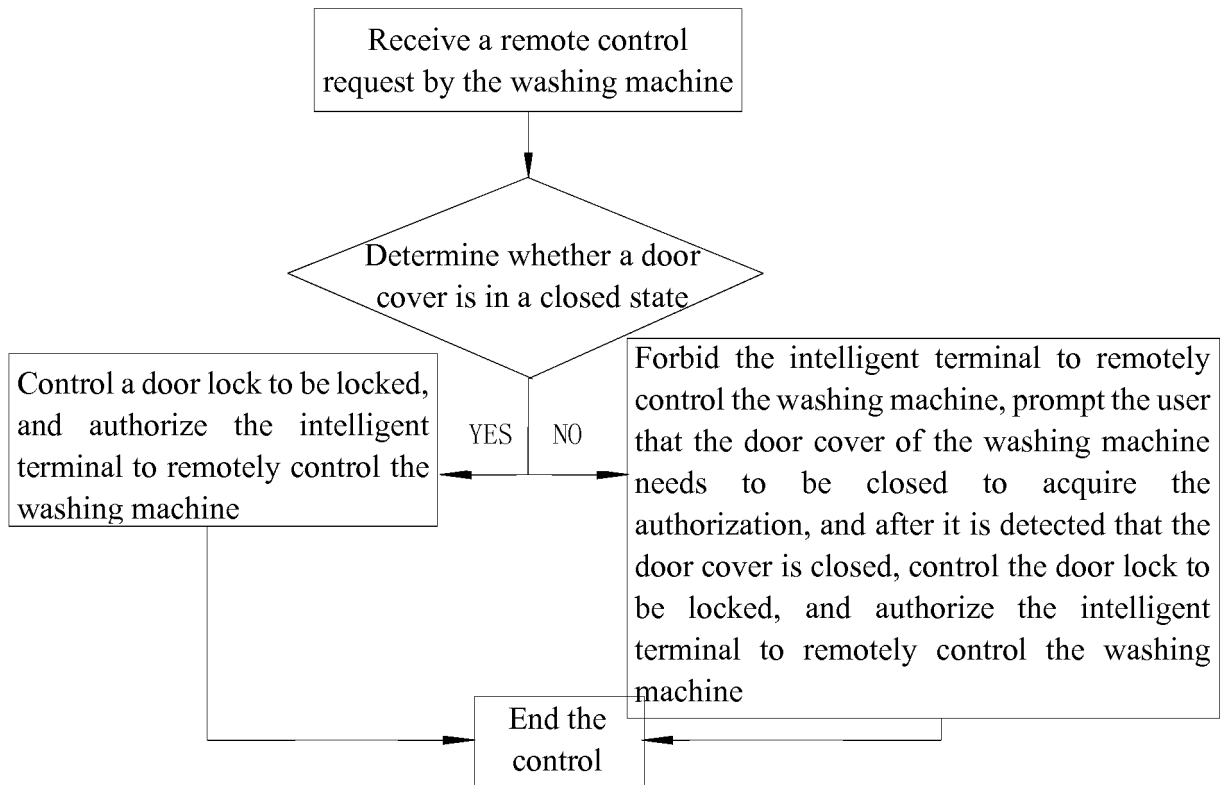 Receive a remote control
request by the washing machine
Determine whether a door
cover is in a closed state
YES
NO
Control a door lock to be locked,
and authorize the intelligent
terminal to remotely control the
washing machine
Forbid the intelligent terminal to remotely
control the washing machine, prompt the user
that the door cover of the washing machine
needs to be closed to acquire the
authorization, and after it is detected that the
door cover is closed, control the door lock to
be locked, and authorize the intelligent
terminal to remotely control the washing
machine
End the
control